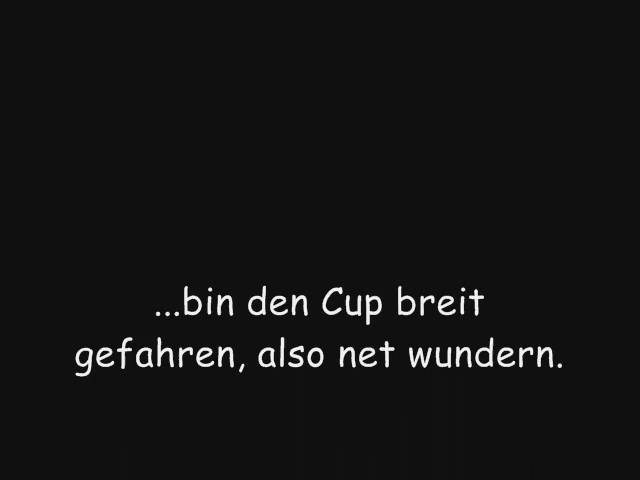 ...bin den Cup breit
gefahren, also net wundern.